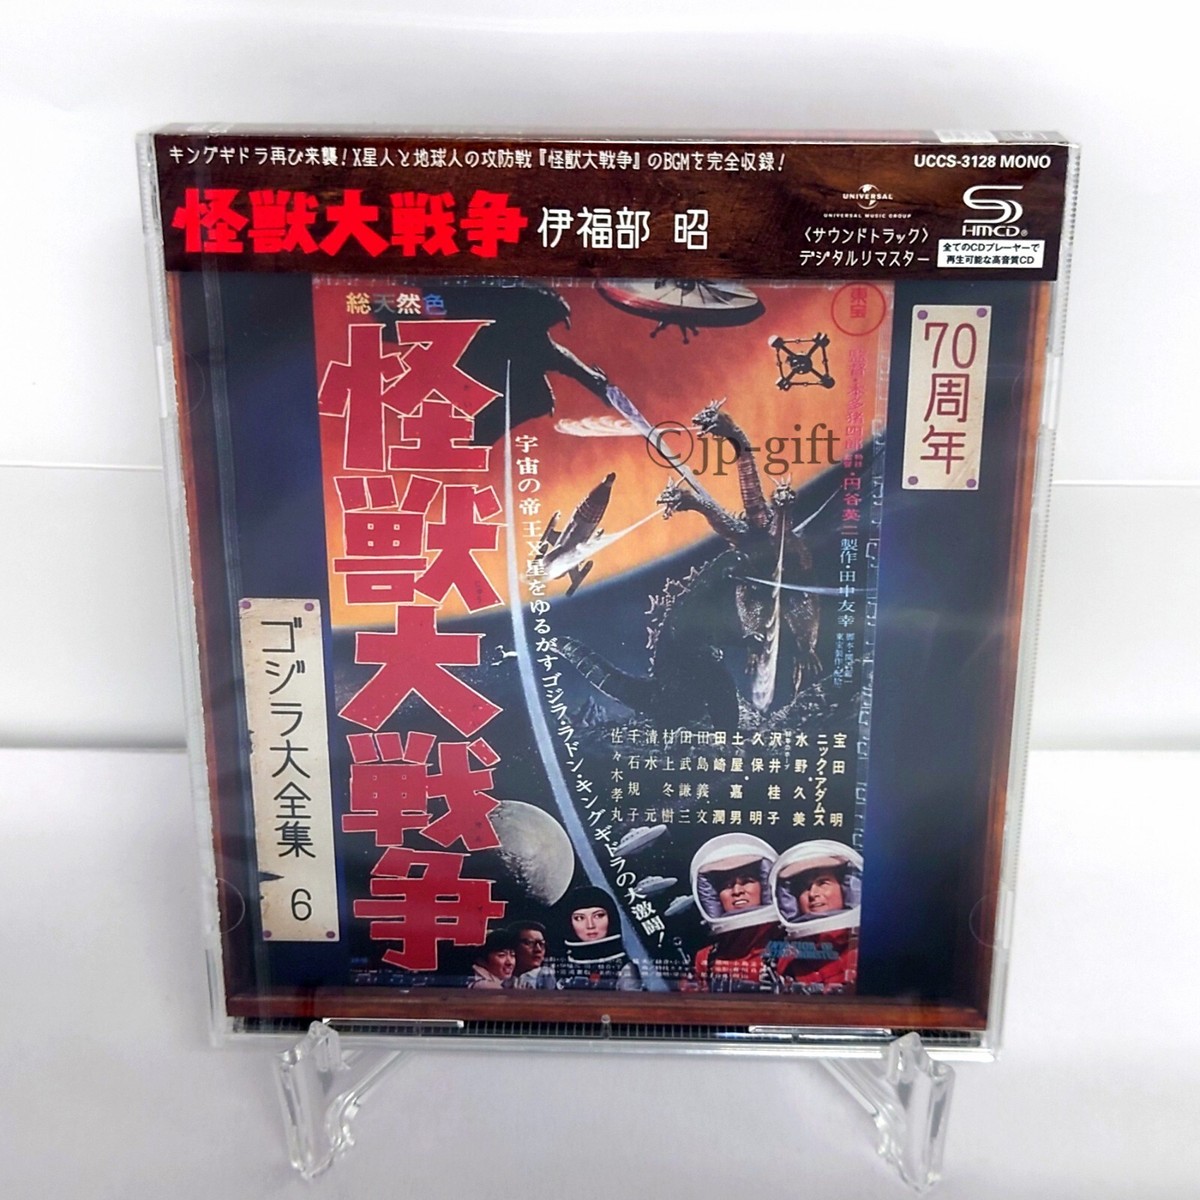 キングギドラ再び来襲！X星人と地球人の攻防戦『怪獣大戦争』のBGMを完全収録！
UCCS-3128 MONO
怪獣大戦争 伊福部 昭
UNIVERSAL
UNIVERSAL MUSIC GROUP
〈サウンドトラック〉
デジタルリマスター
HMCD®
全てのCDプレーヤーで
再生可能な高音質CD
総天然色
東宝
怪獣大戦争
70周年
©jp-gift
監督・本多猪四郎
円谷英二
製作・田中友幸
宇宙の帝王X星をゆるがすゴジラ・ラドン・キングギドラの大激闘！
ゴジラ大全集 6
宝田 明
ニック・アダムス
水野・久美
沢井桂子
久保 明
土屋・嘉男
田崎 潤
田島義・文
田武謙三
村上冬樹
清水 元
千石規子
佐々木孝丸